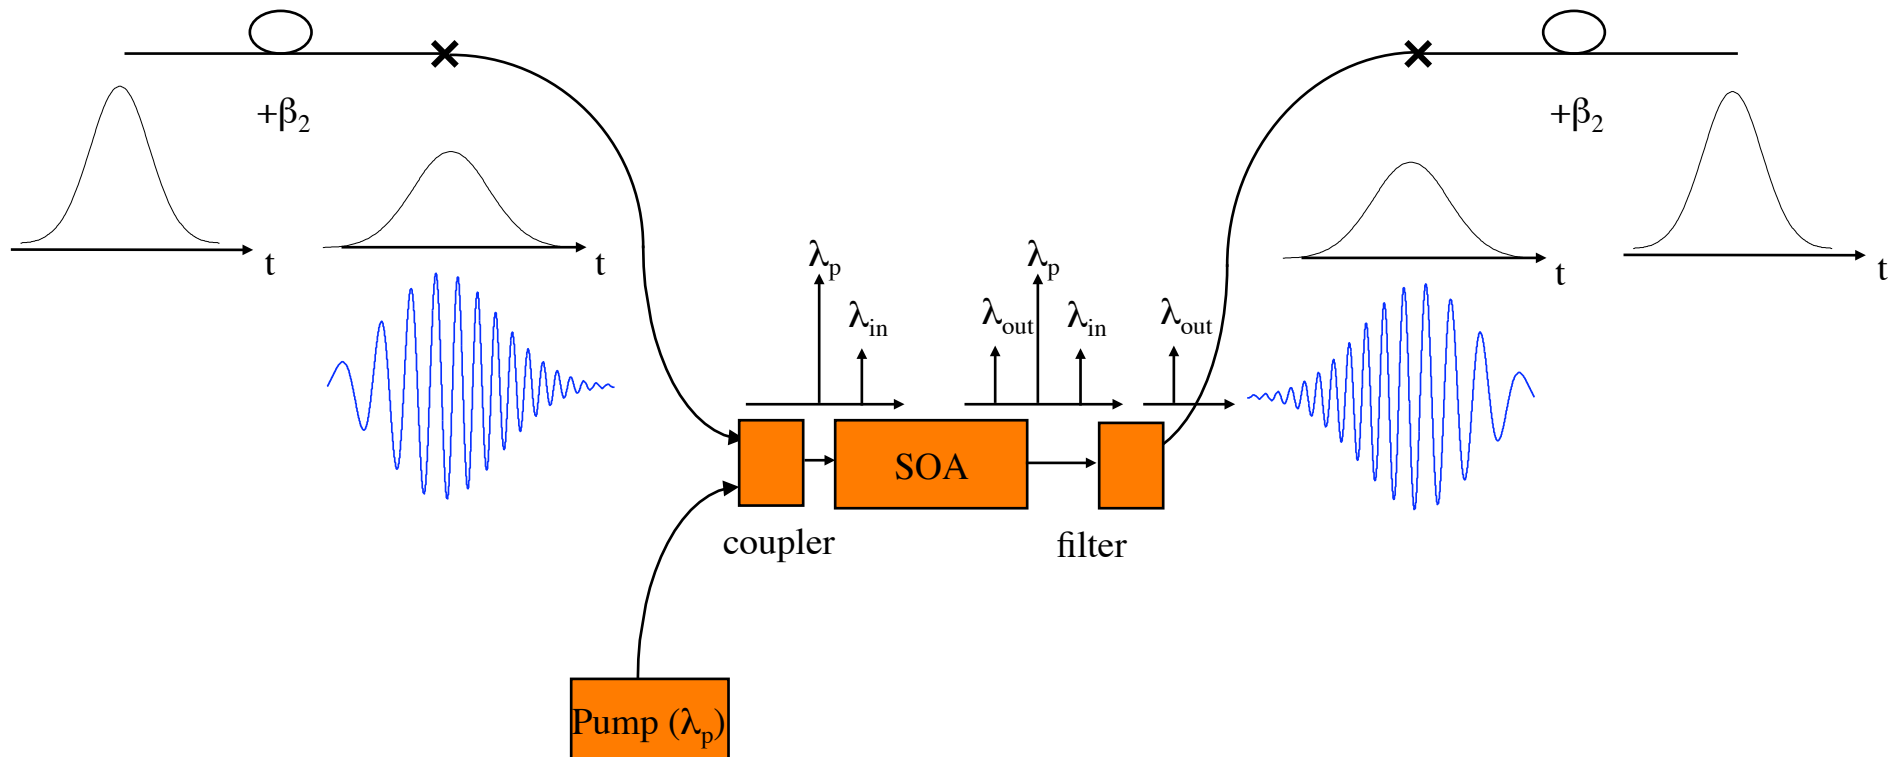 +β₂
+β₂
t
t
t
t
λp
λin
λout
λp
λin
λout
SOA
coupler
filter
Pump (λp)